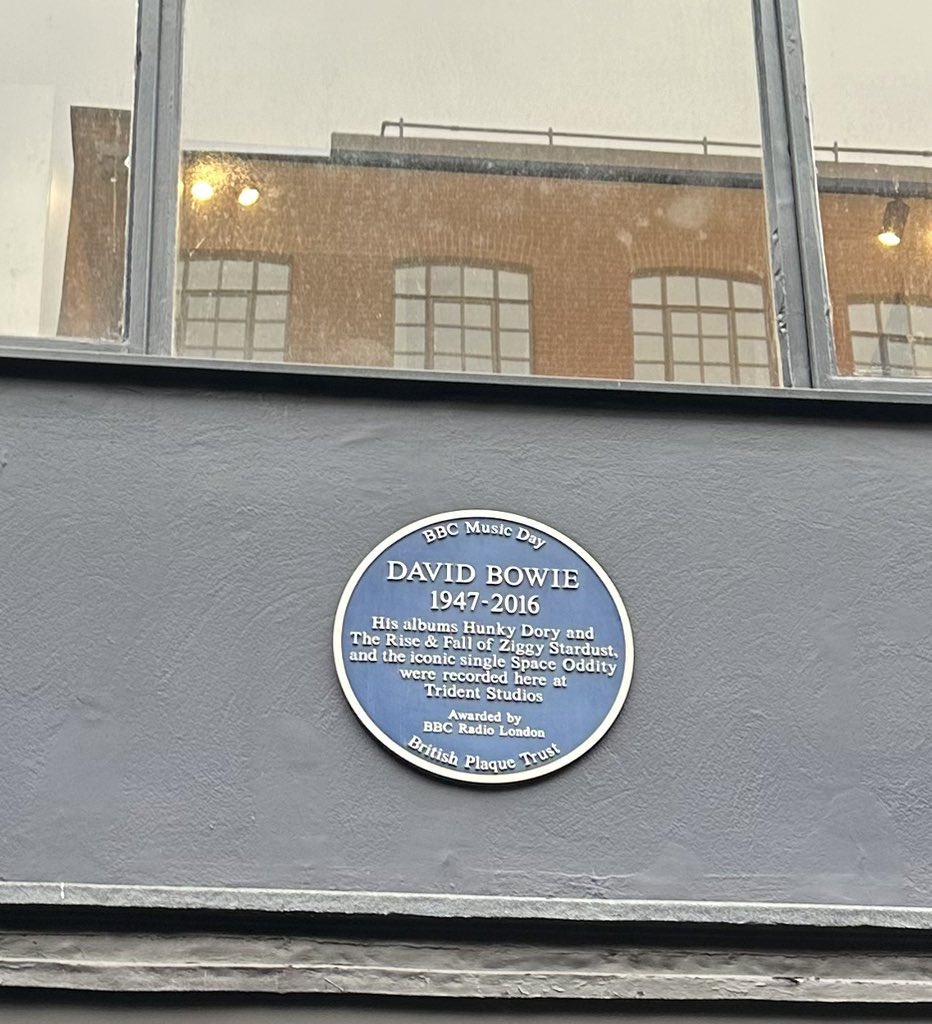 BBC Music Day
DAVID BOWIE
1947-2016
His albums Hunky Dory and
The Rise & Fall of Ziggy Stardust,
and the iconic single Space Oddity
were recorded here at
Trident Studios
Awarded by
BBC Radio London
British Plaque Trust